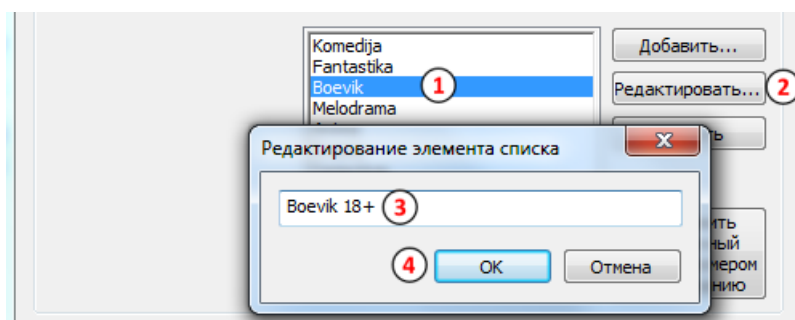 Komedija
Fantastika
Boevik
1
Melodrama
Добавить...
Редактировать...
2
Редактирование элемента списка
Boevik 18+
3
4
OK
Отмена